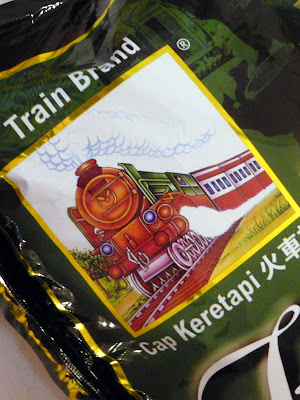 Train Brand ®
Cap Keretapi 火車